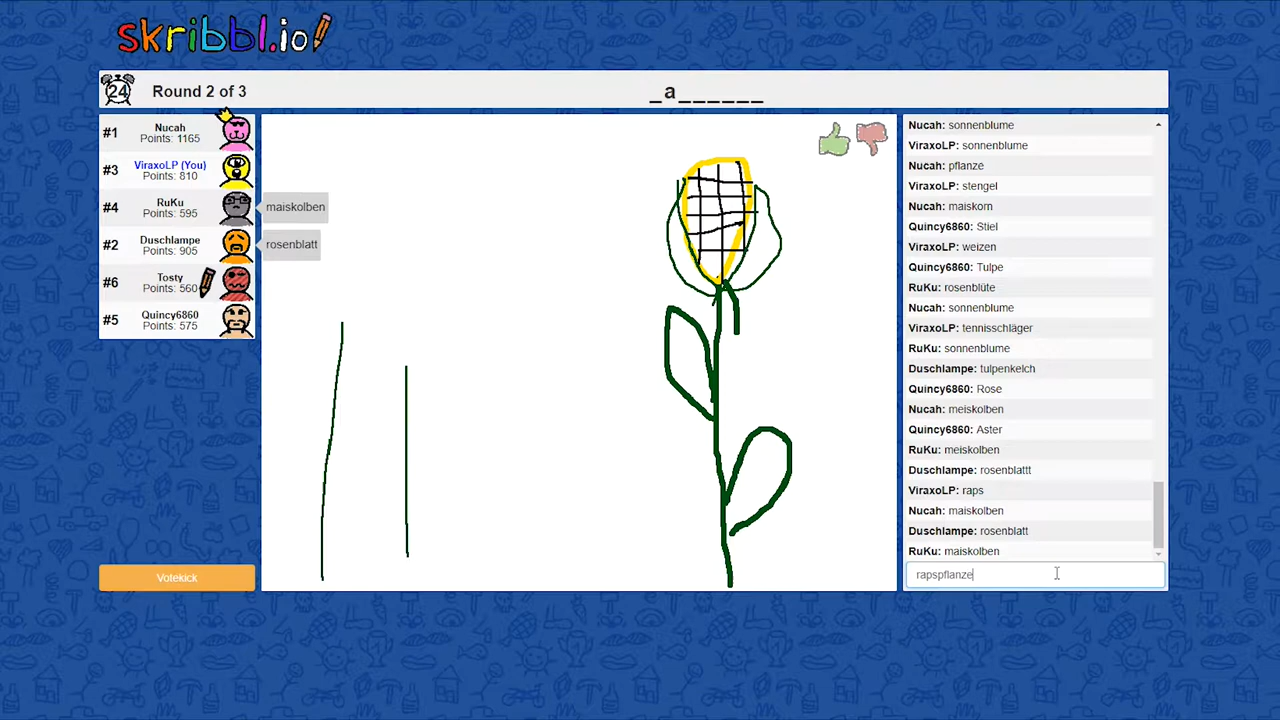 skribbl.io!
24
Round 2 of 3
_a______
#1 Nucah
Points: 1165
#3 ViraxoLP (You)
Points: 810
#4 RuKu
Points: 595
maiskolben
#2 Duschlampe
Points: 905
rosenblatt
#6 Tosty
Points: 560
#5 Quincy6860
Points: 575
Votekick
Nucah: sonnenblume
ViraxoLP: sonnenblume
Nucah: pflanze
ViraxoLP: stengel
Nucah: maiskorn
Quincy6860: Stiel
ViraxoLP: weizen
Quincy6860: Tulpe
RuKu: rosenblüte
Nucah: sonnenblume
ViraxoLP: tennisschläger
RuKu: sonnenblume
Duschlampe: tulpenkelch
Quincy6860: Rose
Nucah: meiskolben
Quincy6860: Aster
RuKu: meiskolben
Duschlampe: rosenblattt
ViraxoLP: raps
Nucah: maiskolben
Duschlampe: rosenblatt
RuKu: maiskolben
rapspflanze